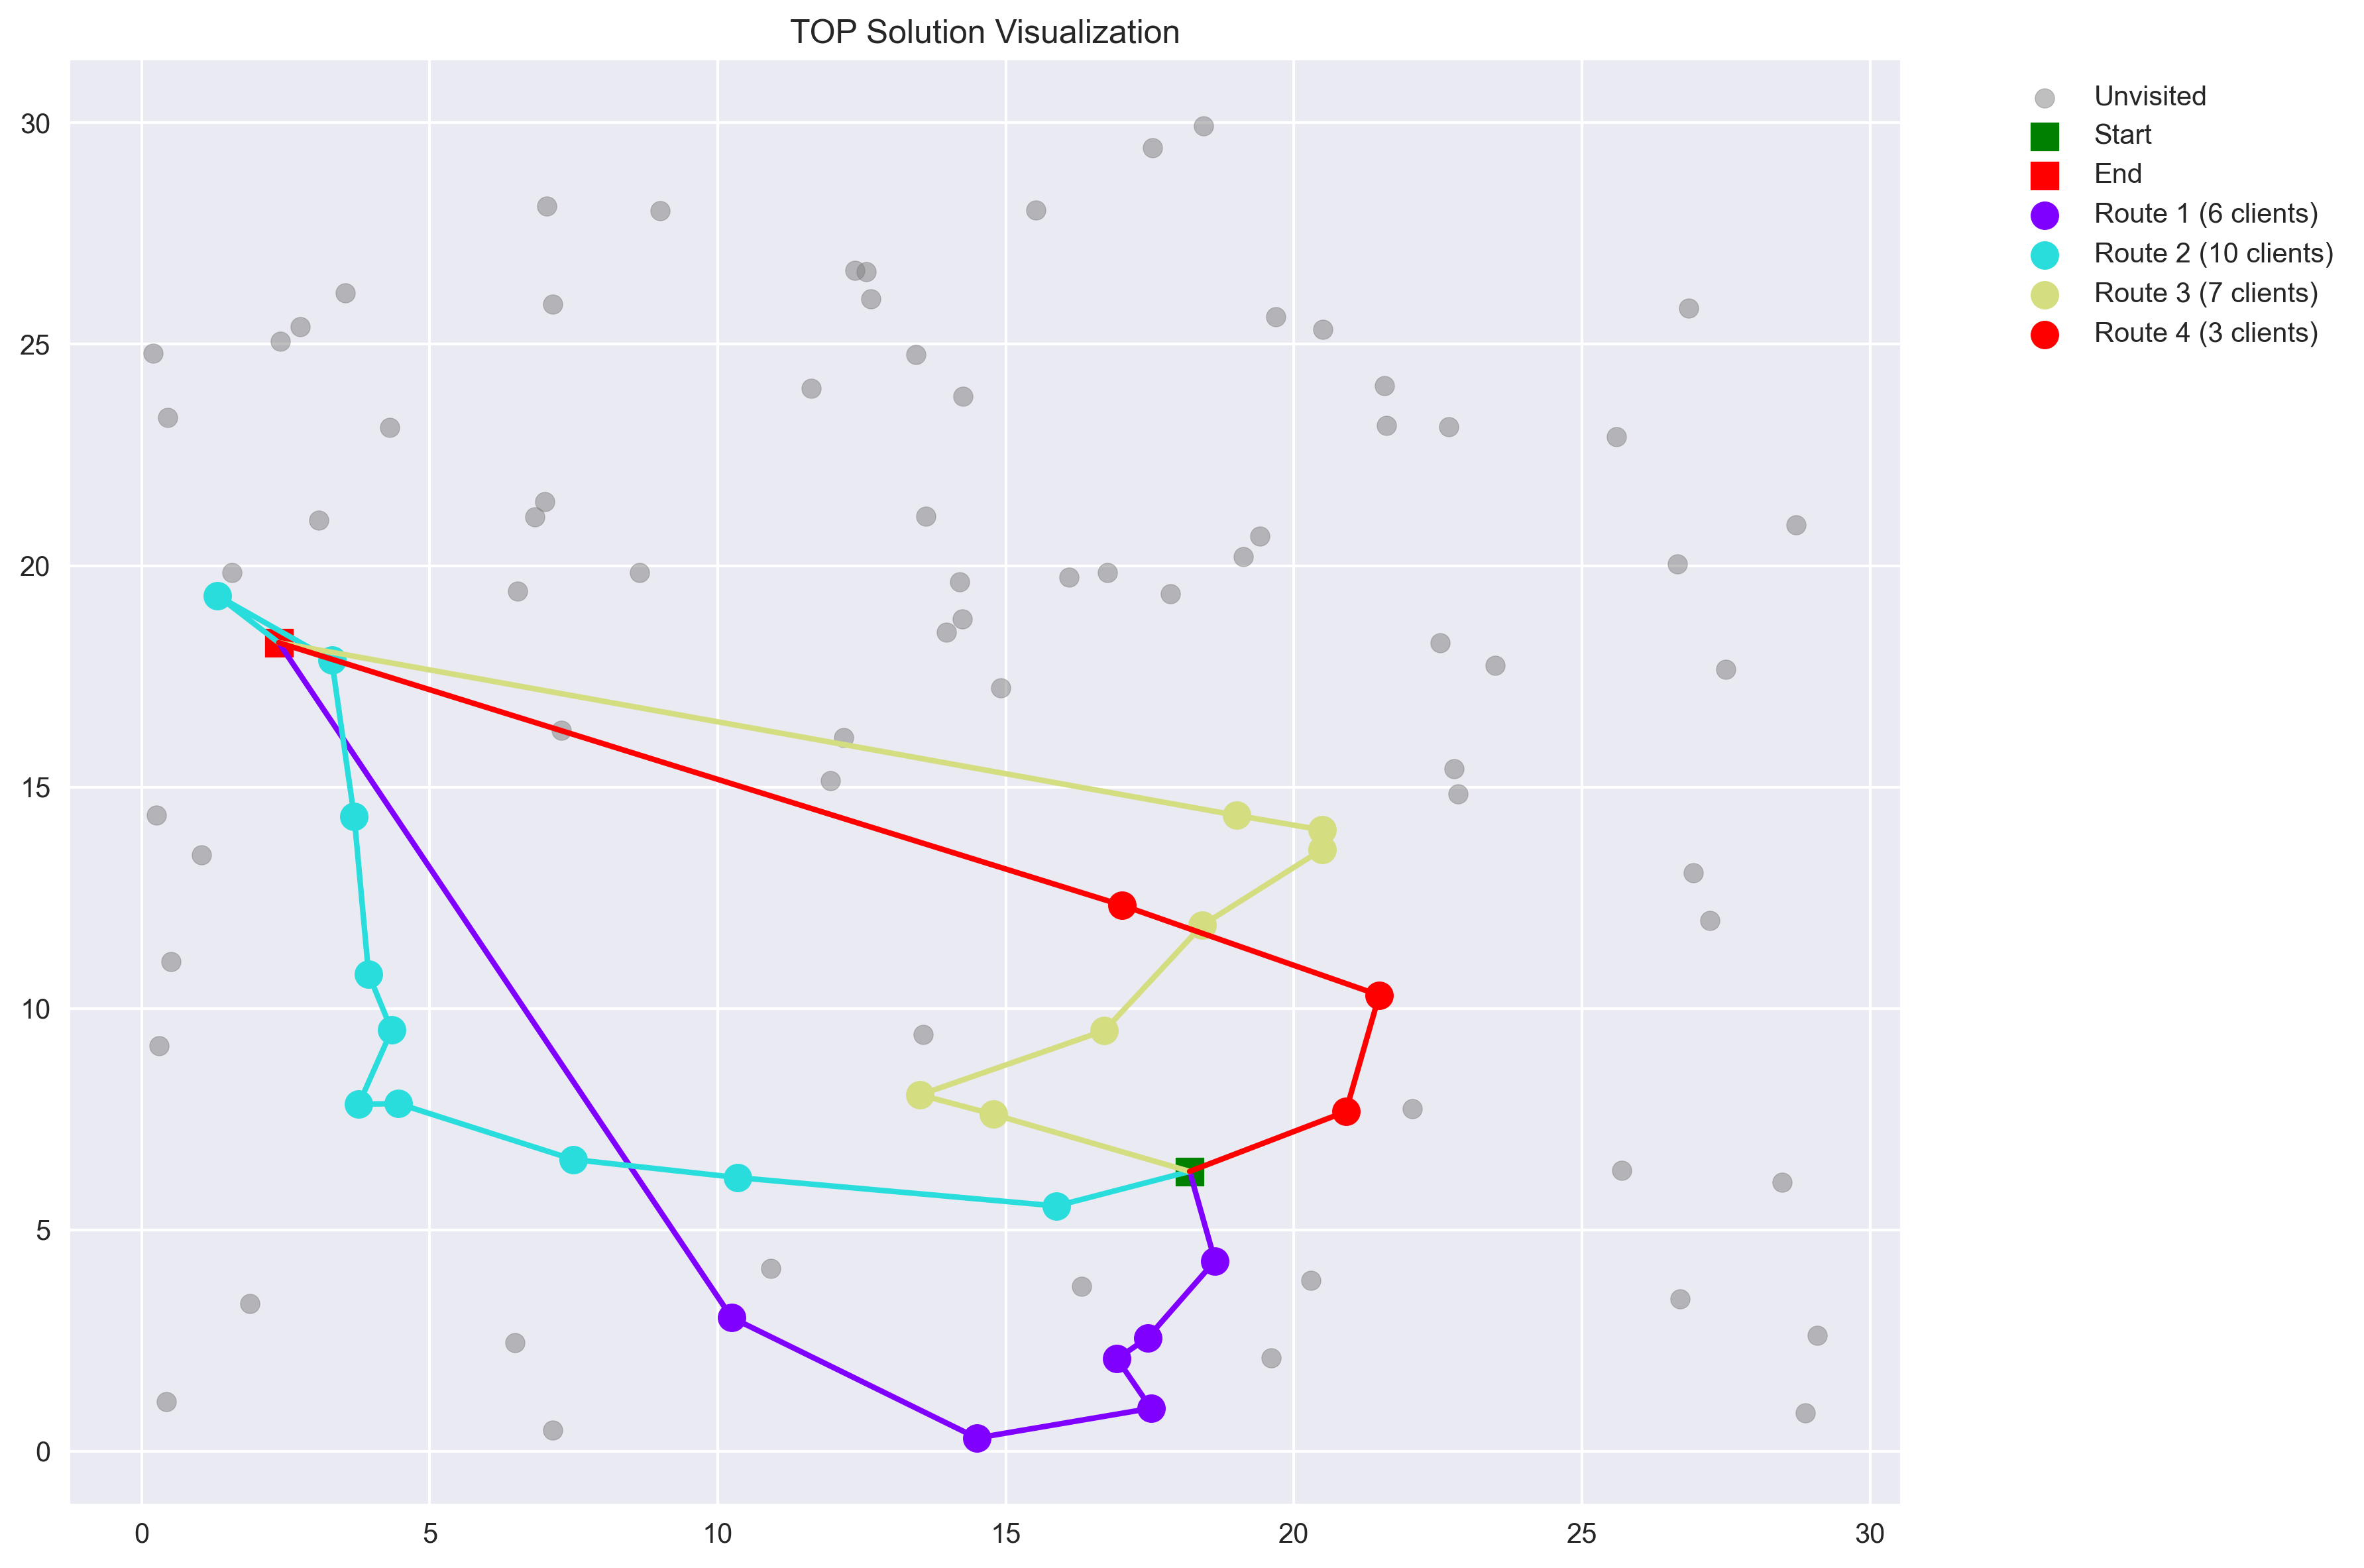 TOP Solution Visualization
30
25
20
15
10
5
0
0 5 10 15 20 25 30
Unvisited
Start
End
Route 1 (6 clients)
Route 2 (10 clients)
Route 3 (7 clients)
Route 4 (3 clients)